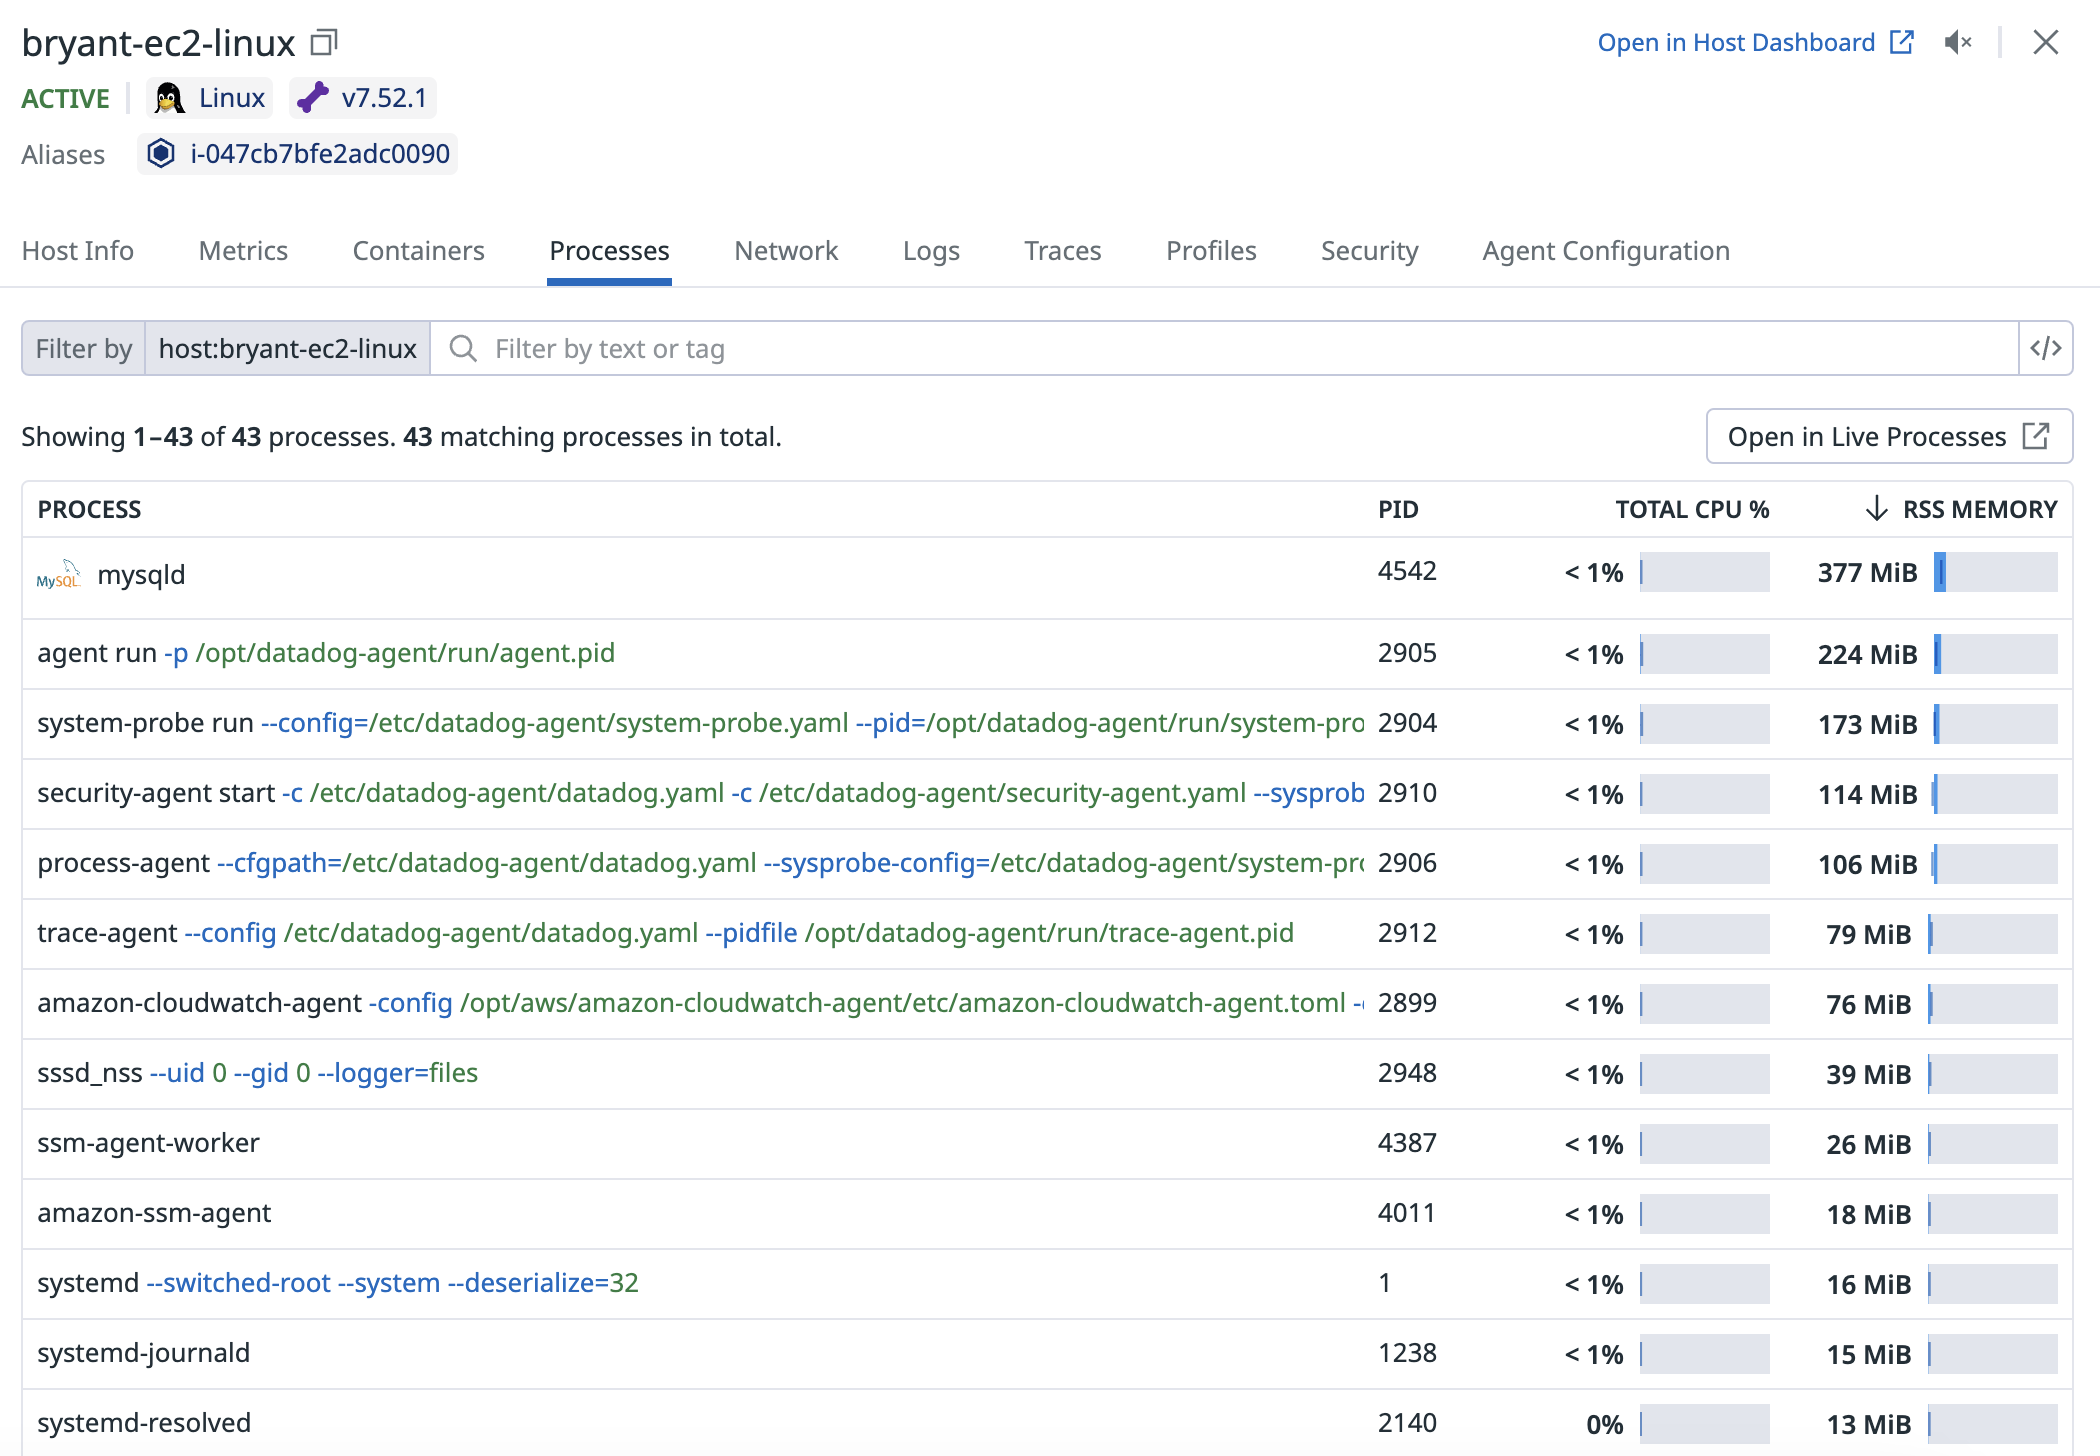 bryant-ec2-linux
Open in Host Dashboard
ACTIVE Linux v7.52.1
Aliases i-047cb7bfe2adc0090
Host Info Metrics Containers Processes Network Logs Traces Profiles Security Agent Configuration
Filter by host:bryant-ec2-linux Filter by text or tag </>
Showing 1–43 of 43 processes. 43 matching processes in total. Open in Live Processes
PROCESS PID TOTAL CPU % ↓ RSS MEMORY
MySQL mysqld 4542 < 1% 377 MiB
agent run -p /opt/datadog-agent/run/agent.pid 2905 < 1% 224 MiB
system-probe run --config=/etc/datadog-agent/system-probe.yaml --pid=/opt/datadog-agent/run/system-pro 2904 < 1% 173 MiB
security-agent start -c /etc/datadog-agent/datadog.yaml -c /etc/datadog-agent/security-agent.yaml --sysprob 2910 < 1% 114 MiB
process-agent --cfgpath=/etc/datadog-agent/datadog.yaml --sysprobe-config=/etc/datadog-agent/system-pro 2906 < 1% 106 MiB
trace-agent --config /etc/datadog-agent/datadog.yaml --pidfile /opt/datadog-agent/run/trace-agent.pid 2912 < 1% 79 MiB
amazon-cloudwatch-agent -config /opt/aws/amazon-cloudwatch-agent/etc/amazon-cloudwatch-agent.toml - 2899 < 1% 76 MiB
sssd_nss --uid 0 --gid 0 --logger=files 2948 < 1% 39 MiB
ssm-agent-worker 4387 < 1% 26 MiB
amazon-ssm-agent 4011 < 1% 18 MiB
systemd --switched-root --system --deserialize=32 1 < 1% 16 MiB
systemd-journald 1238 < 1% 15 MiB
systemd-resolved 2140 0% 13 MiB